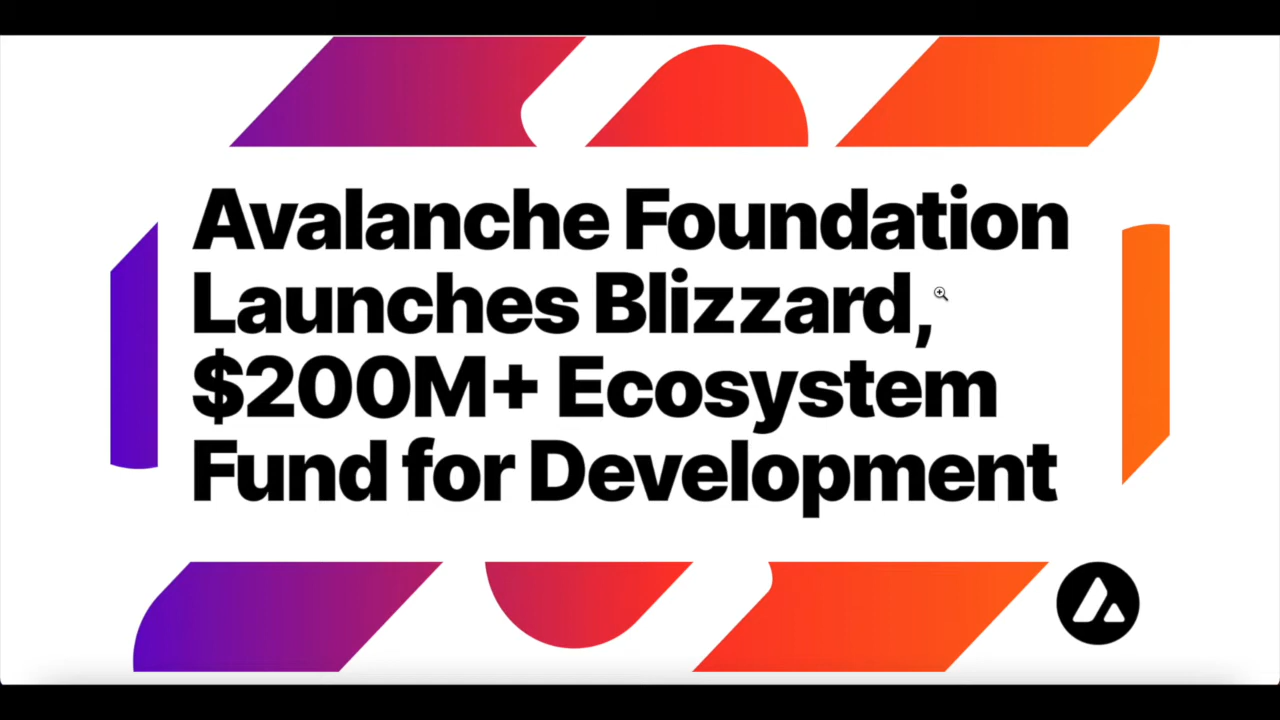 Avalanche Foundation
Launches Blizzard,
$200M+ Ecosystem
Fund for Development